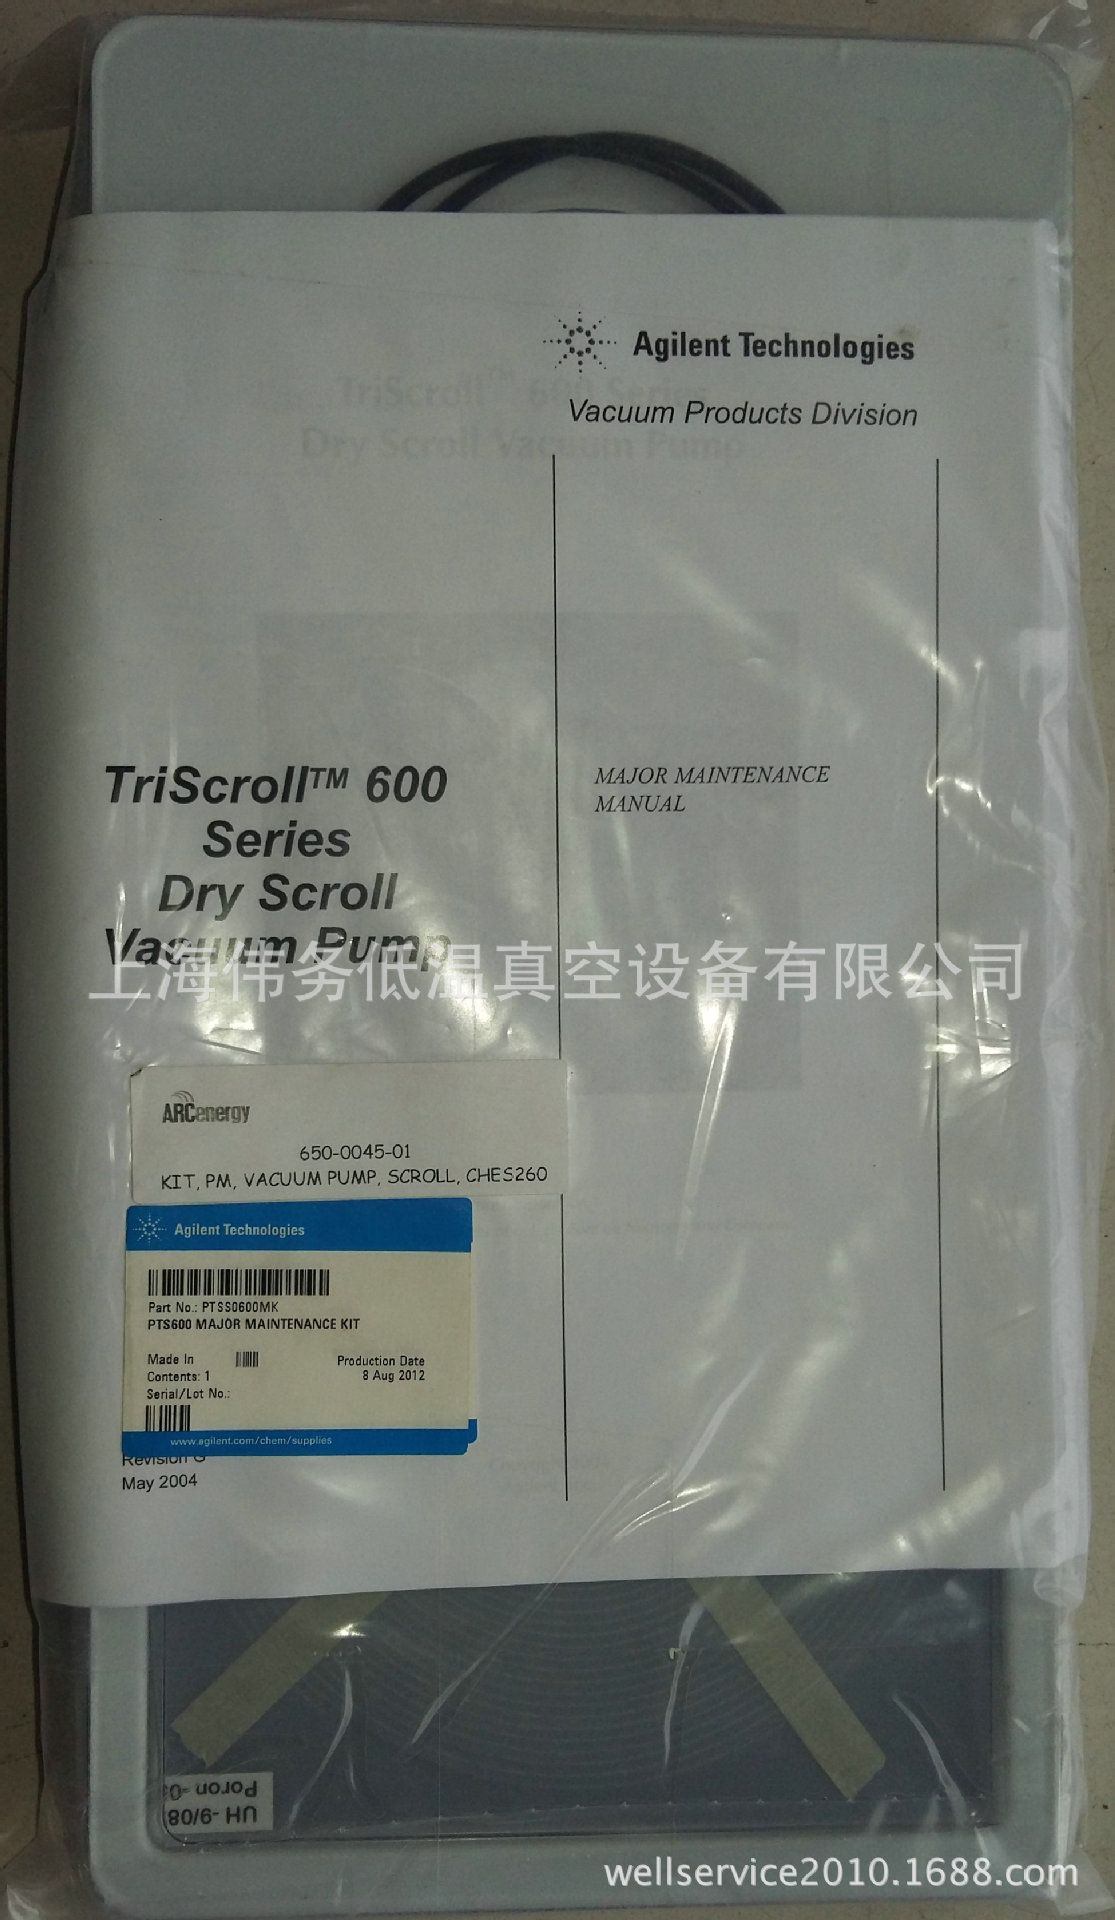 Agilent Technologies
Vacuum Products Division
TriScroll™ 600 Series
Dry Scroll Vacuum Pump
TriScroll™ 600
Series
Dry Scroll
Vacuum Pump
MAJOR MAINTENANCE
MANUAL
上海伟务低温真空设备有限公司
ARCenergy
650-0045-01
KIT, PM, VACUUM PUMP, SCROLL, CHES260
Agilent Technologies
Part No.: PTSS0600MK
PTS600 MAJOR MAINTENANCE KIT
Made In
Production Date
Contents: 1
8 Aug 2012
Serial/Lot No.:
www.agilent.com/chem/supplies
Revision G
May 2004
UH -9/08
Poron -0
wellservice2010.1688.com